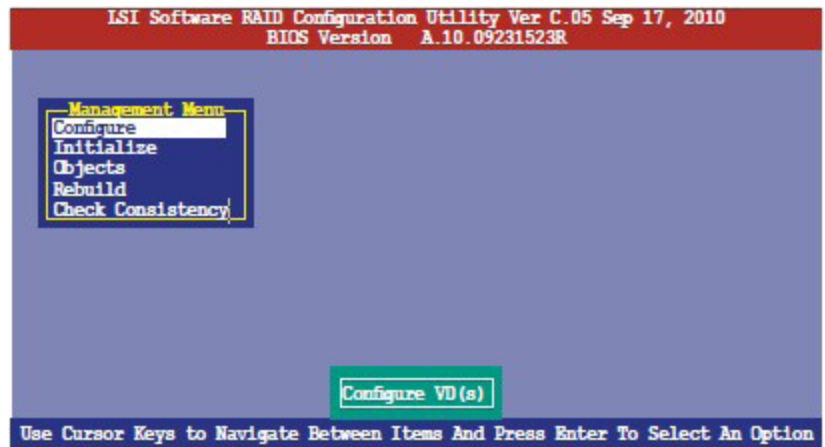 LSI Software RAID Configuration Utility Ver C.05 Sep 17, 2010
BIOS Version A.10.09231523R
Management Menu
Configure
Initialize
Objects
Rebuild
Check Consistency
Configure VD(s)
Use Cursor Keys to Navigate Between Items And Press Enter To Select An Option